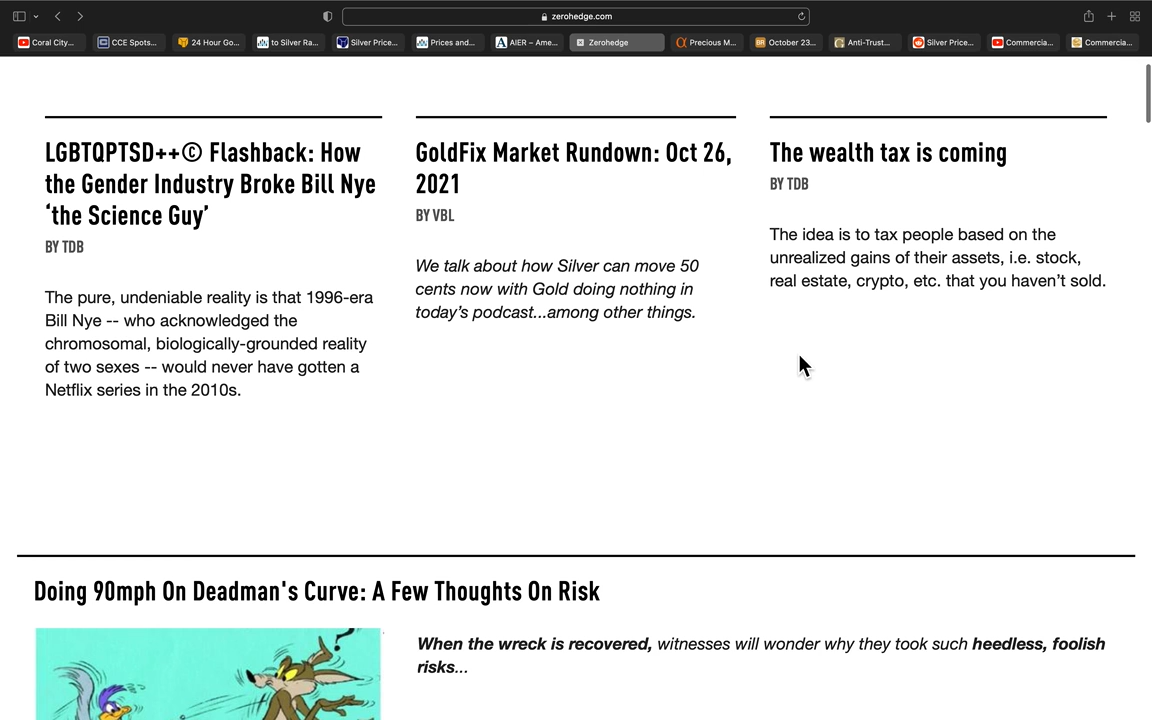 zerohedge.com
Coral City...
CCE Spots...
24 Hour Go...
to Silver Ra...
Silver Price...
Prices and...
AIER – Ame...
Zerohedge
Precious M...
October 23...
Anti-Trust...
Silver Price...
Commercia...
Commercia...
LGBTQPTSD++© Flashback: How
the Gender Industry Broke Bill Nye
‘the Science Guy’
BY TDB
The pure, undeniable reality is that 1996-era
Bill Nye -- who acknowledged the
chromosomal, biologically-grounded reality
of two sexes -- would never have gotten a
Netflix series in the 2010s.
GoldFix Market Rundown: Oct 26,
2021
BY VBL
We talk about how Silver can move 50
cents now with Gold doing nothing in
today’s podcast...among other things.
The wealth tax is coming
BY TDB
The idea is to tax people based on the
unrealized gains of their assets, i.e. stock,
real estate, crypto, etc. that you haven’t sold.
Doing 90mph On Deadman's Curve: A Few Thoughts On Risk
?
When the wreck is recovered, witnesses will wonder why they took such heedless, foolish
risks...